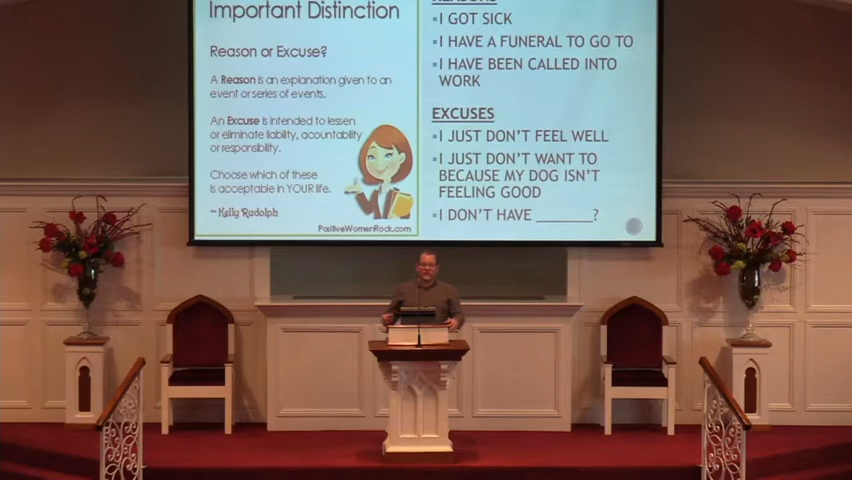 Important Distinction
Reason or Excuse?
A Reason is an explanation given to an
event or series of events.
An Excuse is intended to lessen
or eliminate liability, accountability
or responsibility.
Choose which of these
is acceptable in YOUR life.
~Kelly Rudolph
PositiveWomenRock.com
REASONS
▪I GOT SICK
▪I HAVE A FUNERAL TO GO TO
▪I HAVE BEEN CALLED INTO
WORK
EXCUSES
▪I JUST DON'T FEEL WELL
▪I JUST DON'T WANT TO
BECAUSE MY DOG ISN'T
FEELING GOOD
▪I DON'T HAVE _______?